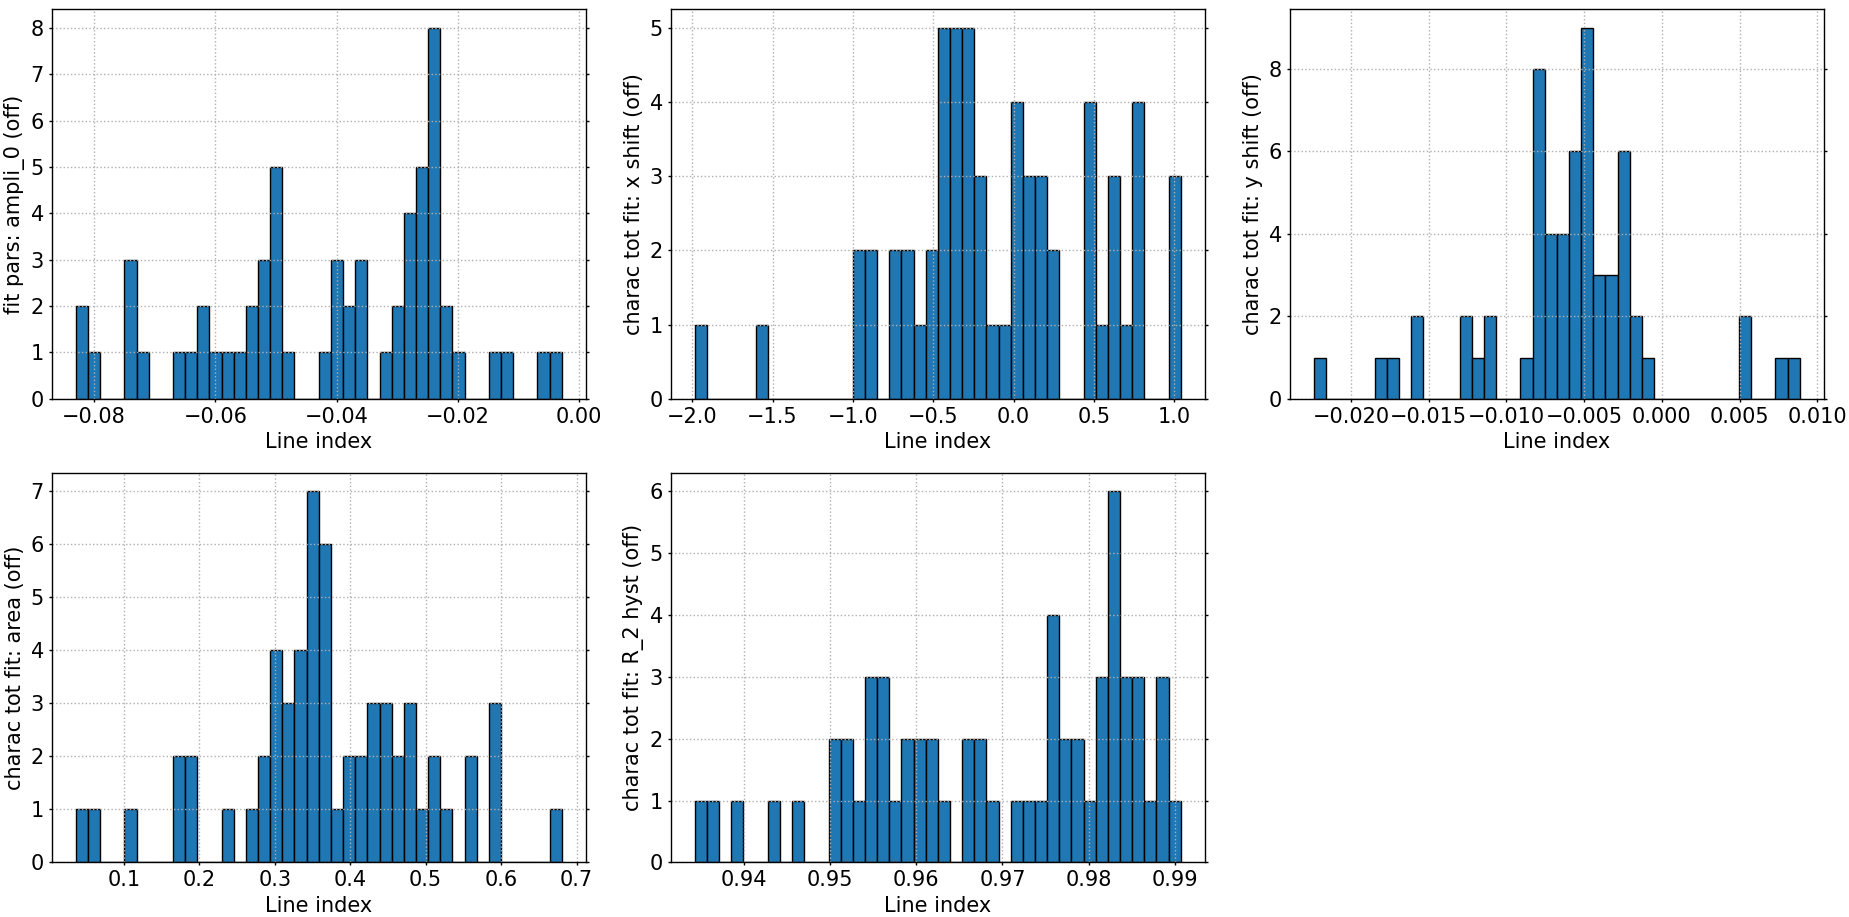 fit pars: ampli_0 (off)
8
7
6
5
4
3
2
1
0
−0.08 −0.06 −0.04 −0.02 0.00
Line index
charac tot fit: x shift (off)
5
4
3
2
1
0
−2.0 −1.5 −1.0 −0.5 0.0 0.5 1.0
Line index
charac tot fit: y shift (off)
8
6
4
2
0
−0.020 −0.015 −0.010 −0.005 0.000 0.005 0.010
Line index
charac tot fit: area (off)
7
6
5
4
3
2
1
0
0.1 0.2 0.3 0.4 0.5 0.6 0.7
Line index
charac tot fit: R_2 hyst (off)
6
5
4
3
2
1
0
0.94 0.95 0.96 0.97 0.98 0.99
Line index